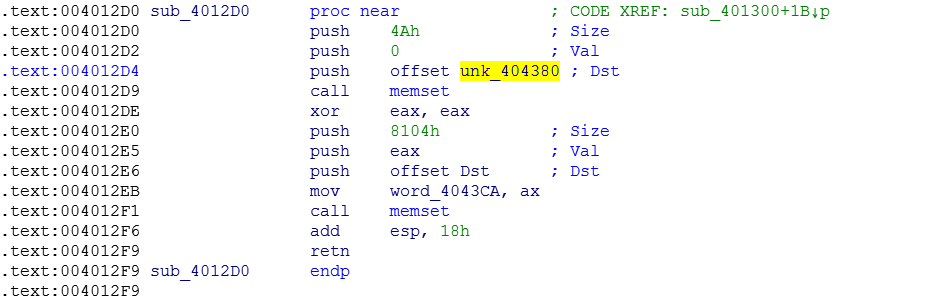 .text:004012D0 sub_4012D0 proc near ; CODE XREF: sub_401300+1B↓p
.text:004012D0 push 4Ah ; Size
.text:004012D2 push 0 ; Val
.text:004012D4 push offset unk_404380 ; Dst
.text:004012D9 call memset
.text:004012DE xor eax, eax
.text:004012E0 push 8104h ; Size
.text:004012E5 push eax ; Val
.text:004012E6 push offset Dst ; Dst
.text:004012EB mov word_4043CA, ax
.text:004012F1 call memset
.text:004012F6 add esp, 18h
.text:004012F9 retn
.text:004012F9 sub_4012D0 endp
.text:004012F9